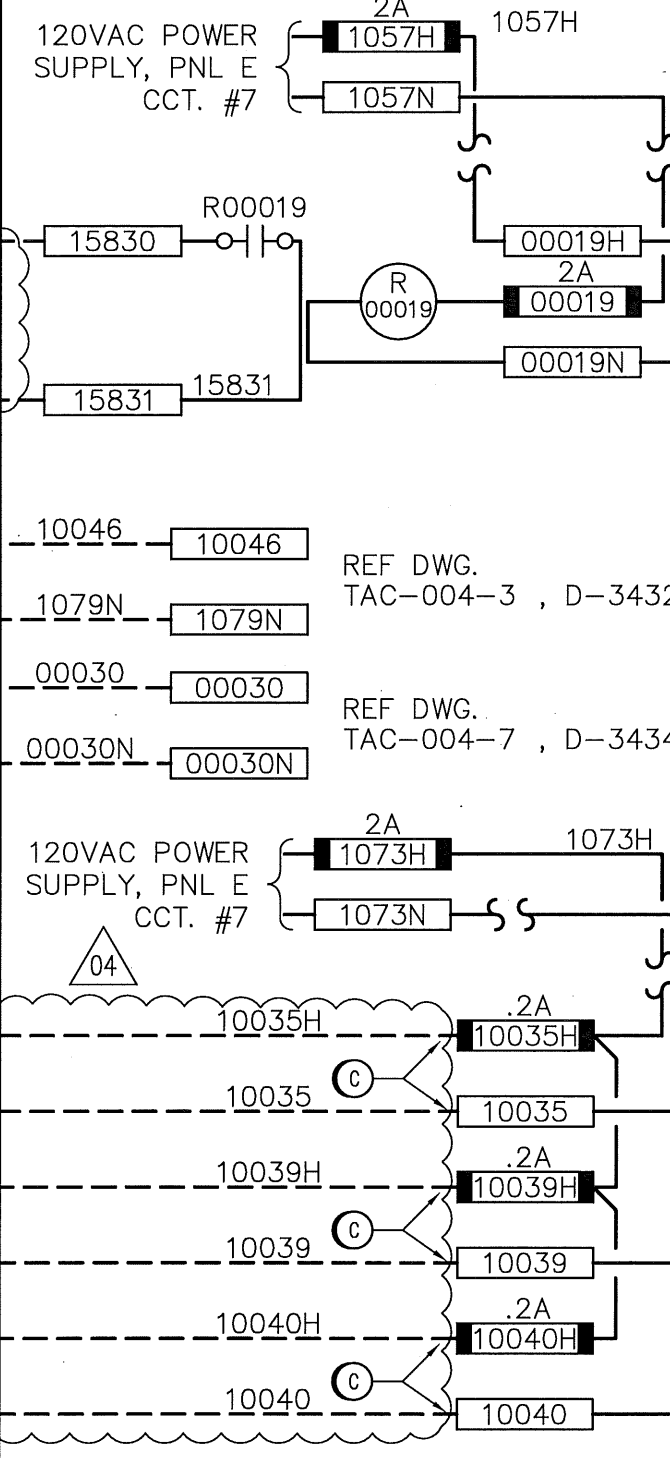 2A
1057H
1057H
120VAC POWER
SUPPLY, PNL E
CCT. #7
1057N
R00019
15830
00019H
2A
R
00019
00019
00019N
15831
15831
10046
10046
REF DWG.
TAC-004-3 , D-3432
1079N
1079N
00030
00030
REF DWG.
TAC-004-7 , D-3434
00030N
00030N
2A
1073H
1073H
120VAC POWER
SUPPLY, PNL E
CCT. #7
1073N
04
10035H
.2A
10035H
C
10035
10035
10039H
.2A
10039H
C
10039
10039
10040H
.2A
10040H
C
10040
10040